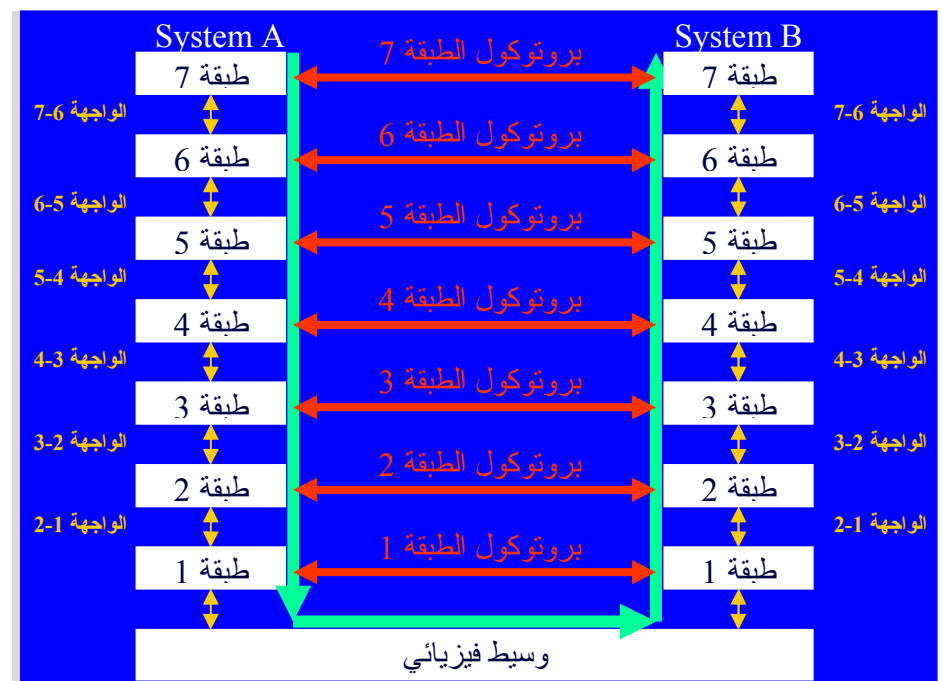 System A
System B
بروتوكول الطبقة 7
طبقة 7
طبقة 7
الواجهة 7-6
الواجهة 7-6
بروتوكول الطبقة 6
طبقة 6
طبقة 6
الواجهة 6-5
الواجهة 6-5
بروتوكول الطبقة 5
طبقة 5
طبقة 5
الواجهة 5-4
الواجهة 5-4
بروتوكول الطبقة 4
طبقة 4
طبقة 4
الواجهة 4-3
الواجهة 4-3
بروتوكول الطبقة 3
طبقة 3
طبقة 3
الواجهة 3-2
الواجهة 3-2
بروتوكول الطبقة 2
طبقة 2
طبقة 2
الواجهة 2-1
الواجهة 2-1
بروتوكول الطبقة 1
طبقة 1
طبقة 1
وسيط فيزيائي